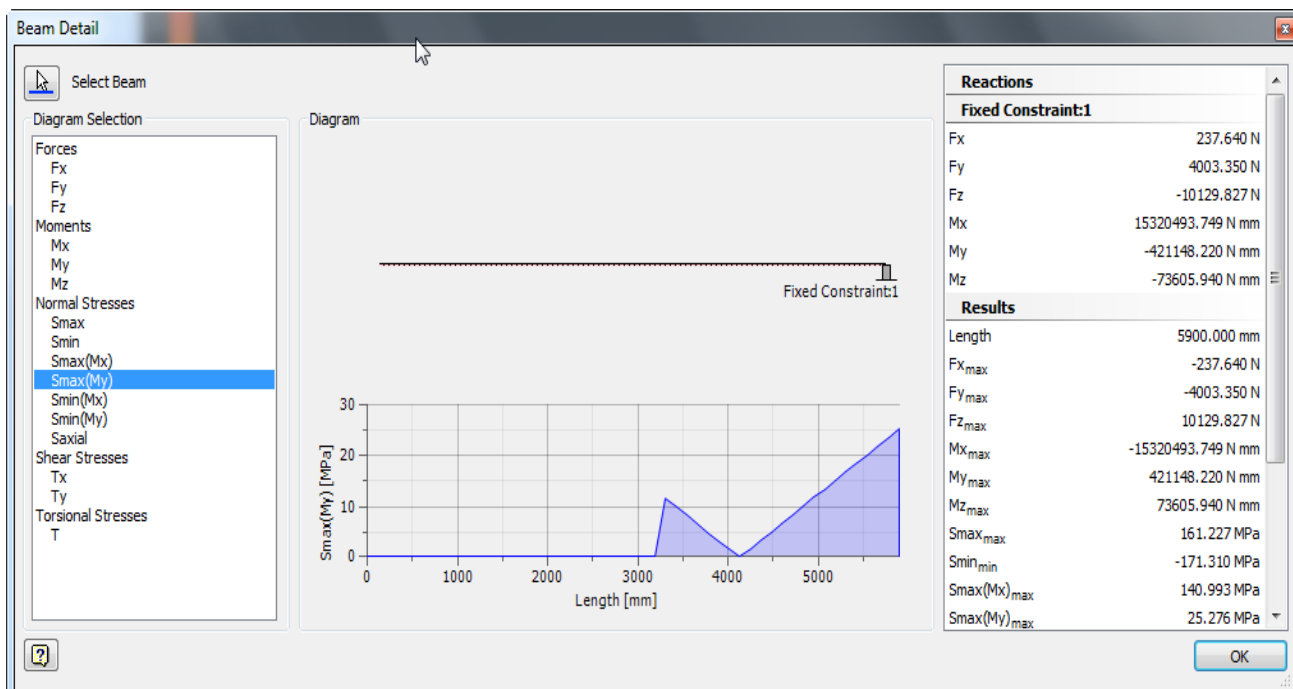 Beam Detail
x
Select Beam
Diagram Selection
Forces
Fx
Fy
Fz
Moments
Mx
My
Mz
Normal Stresses
Smax
Smin
Smax(Mx)
Smax(My)
Smin(Mx)
Smin(My)
Saxial
Shear Stresses
Tx
Ty
Torsional Stresses
T
Diagram
Fixed Constraint:1
Smax(My) [MPa]
30
20
10
0
0 1000 2000 3000 4000 5000
Length [mm]
Reactions
Fixed Constraint:1
Fx 237.640 N
Fy 4003.350 N
Fz -10129.827 N
Mx 15320493.749 N mm
My -421148.220 N mm
Mz -73605.940 N mm
Results
Length 5900.000 mm
Fxmax -237.640 N
Fymax -4003.350 N
Fzmax 10129.827 N
Mxmax -15320493.749 N mm
Mymax 421148.220 N mm
Mzmax 73605.940 N mm
Smaxmax 161.227 MPa
Sminmin -171.310 MPa
Smax(Mx)max 140.993 MPa
Smax(My)max 25.276 MPa
?
OK